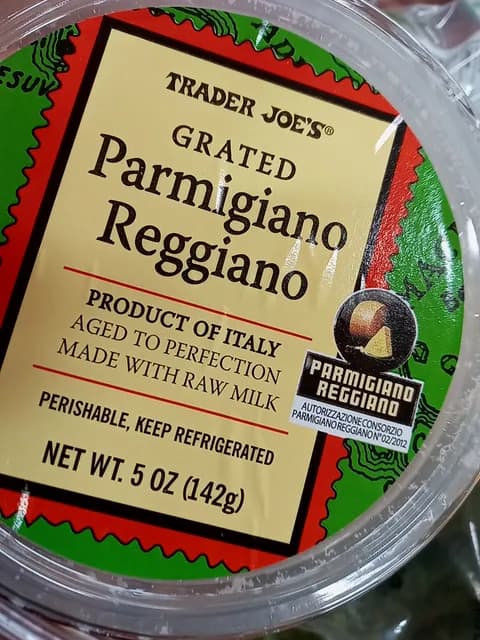 TRADER JOE'S®
GRATED
Parmigiano
Reggiano
PRODUCT OF ITALY
AGED TO PERFECTION
MADE WITH RAW MILK
PERISHABLE, KEEP REFRIGERATED
NET WT. 5 OZ (142g)
PARMIGIANO
REGGIANO
AUTORIZZAZIONE CONSORZIO
PARMIGIANO REGGIANO N° 02/2012
ESUV